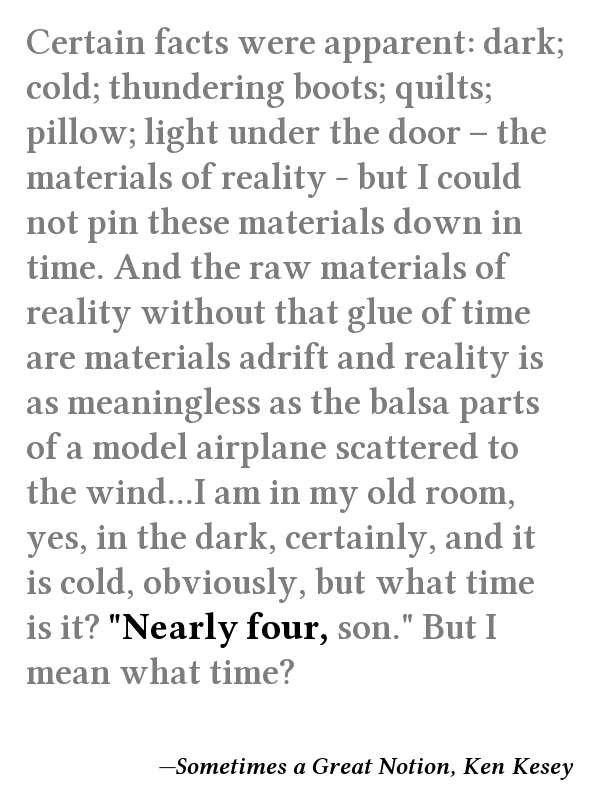 Certain facts were apparent: dark;
cold; thundering boots; quilts;
pillow; light under the door – the
materials of reality - but I could
not pin these materials down in
time. And the raw materials of
reality without that glue of time
are materials adrift and reality is
as meaningless as the balsa parts
of a model airplane scattered to
the wind...I am in my old room,
yes, in the dark, certainly, and it
is cold, obviously, but what time
is it? "Nearly four, son." But I
mean what time?
—Sometimes a Great Notion, Ken Kesey